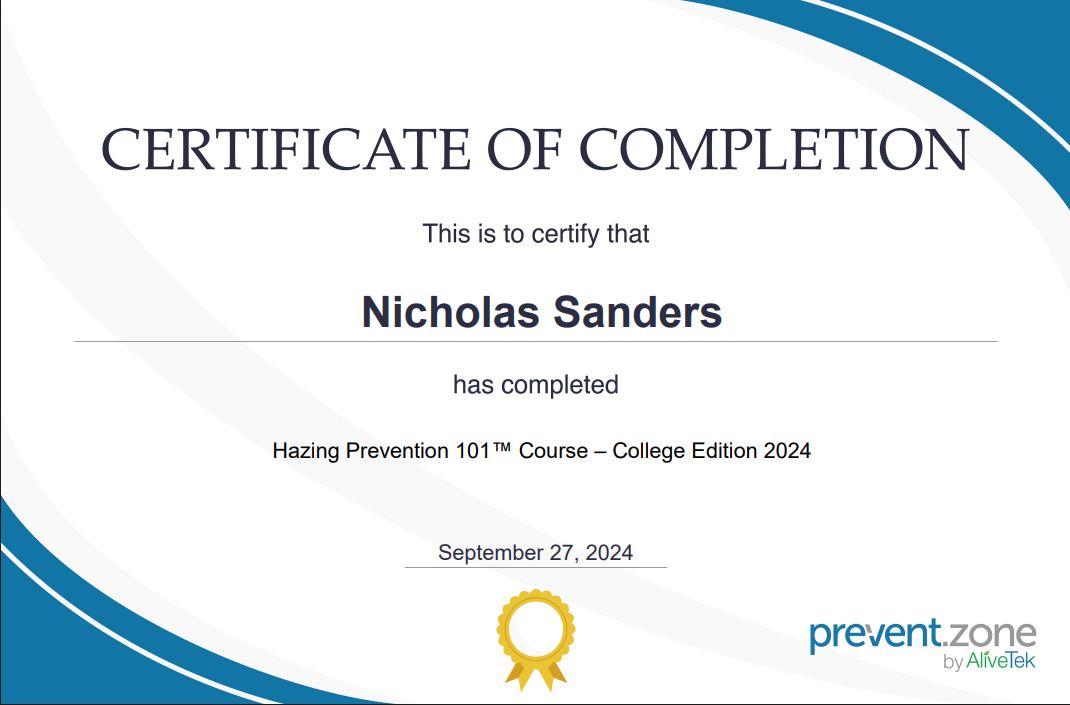 CERTIFICATE OF COMPLETION
This is to certify that
Nicholas Sanders
has completed
Hazing Prevention 101™ Course – College Edition 2024
September 27, 2024
prevent.zone
by AliveTek